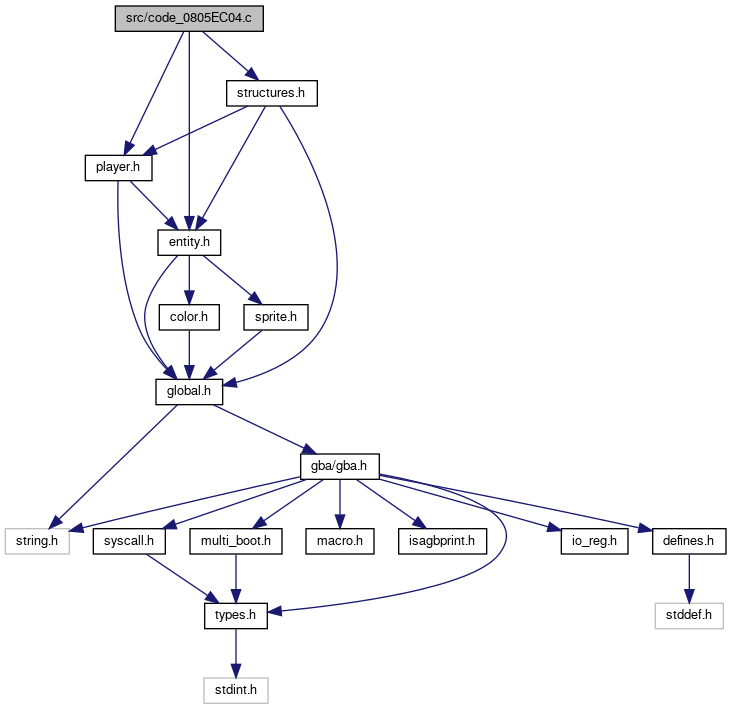 src/code_0805EC04.c
structures.h
player.h
entity.h
color.h
sprite.h
global.h
gba/gba.h
string.h
syscall.h
multi_boot.h
macro.h
isagbprint.h
io_reg.h
defines.h
types.h
stddef.h
stdint.h